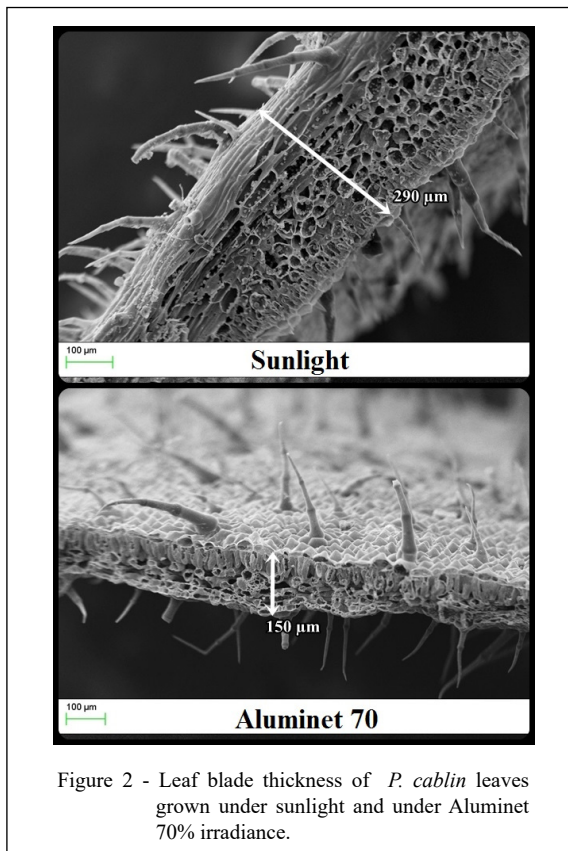 290 µm
100 µm
Sunlight
150 µm
100 µm
Aluminet 70
Figure 2 - Leaf blade thickness of P. cablin leaves
grown under sunlight and under Aluminet
70% irradiance.